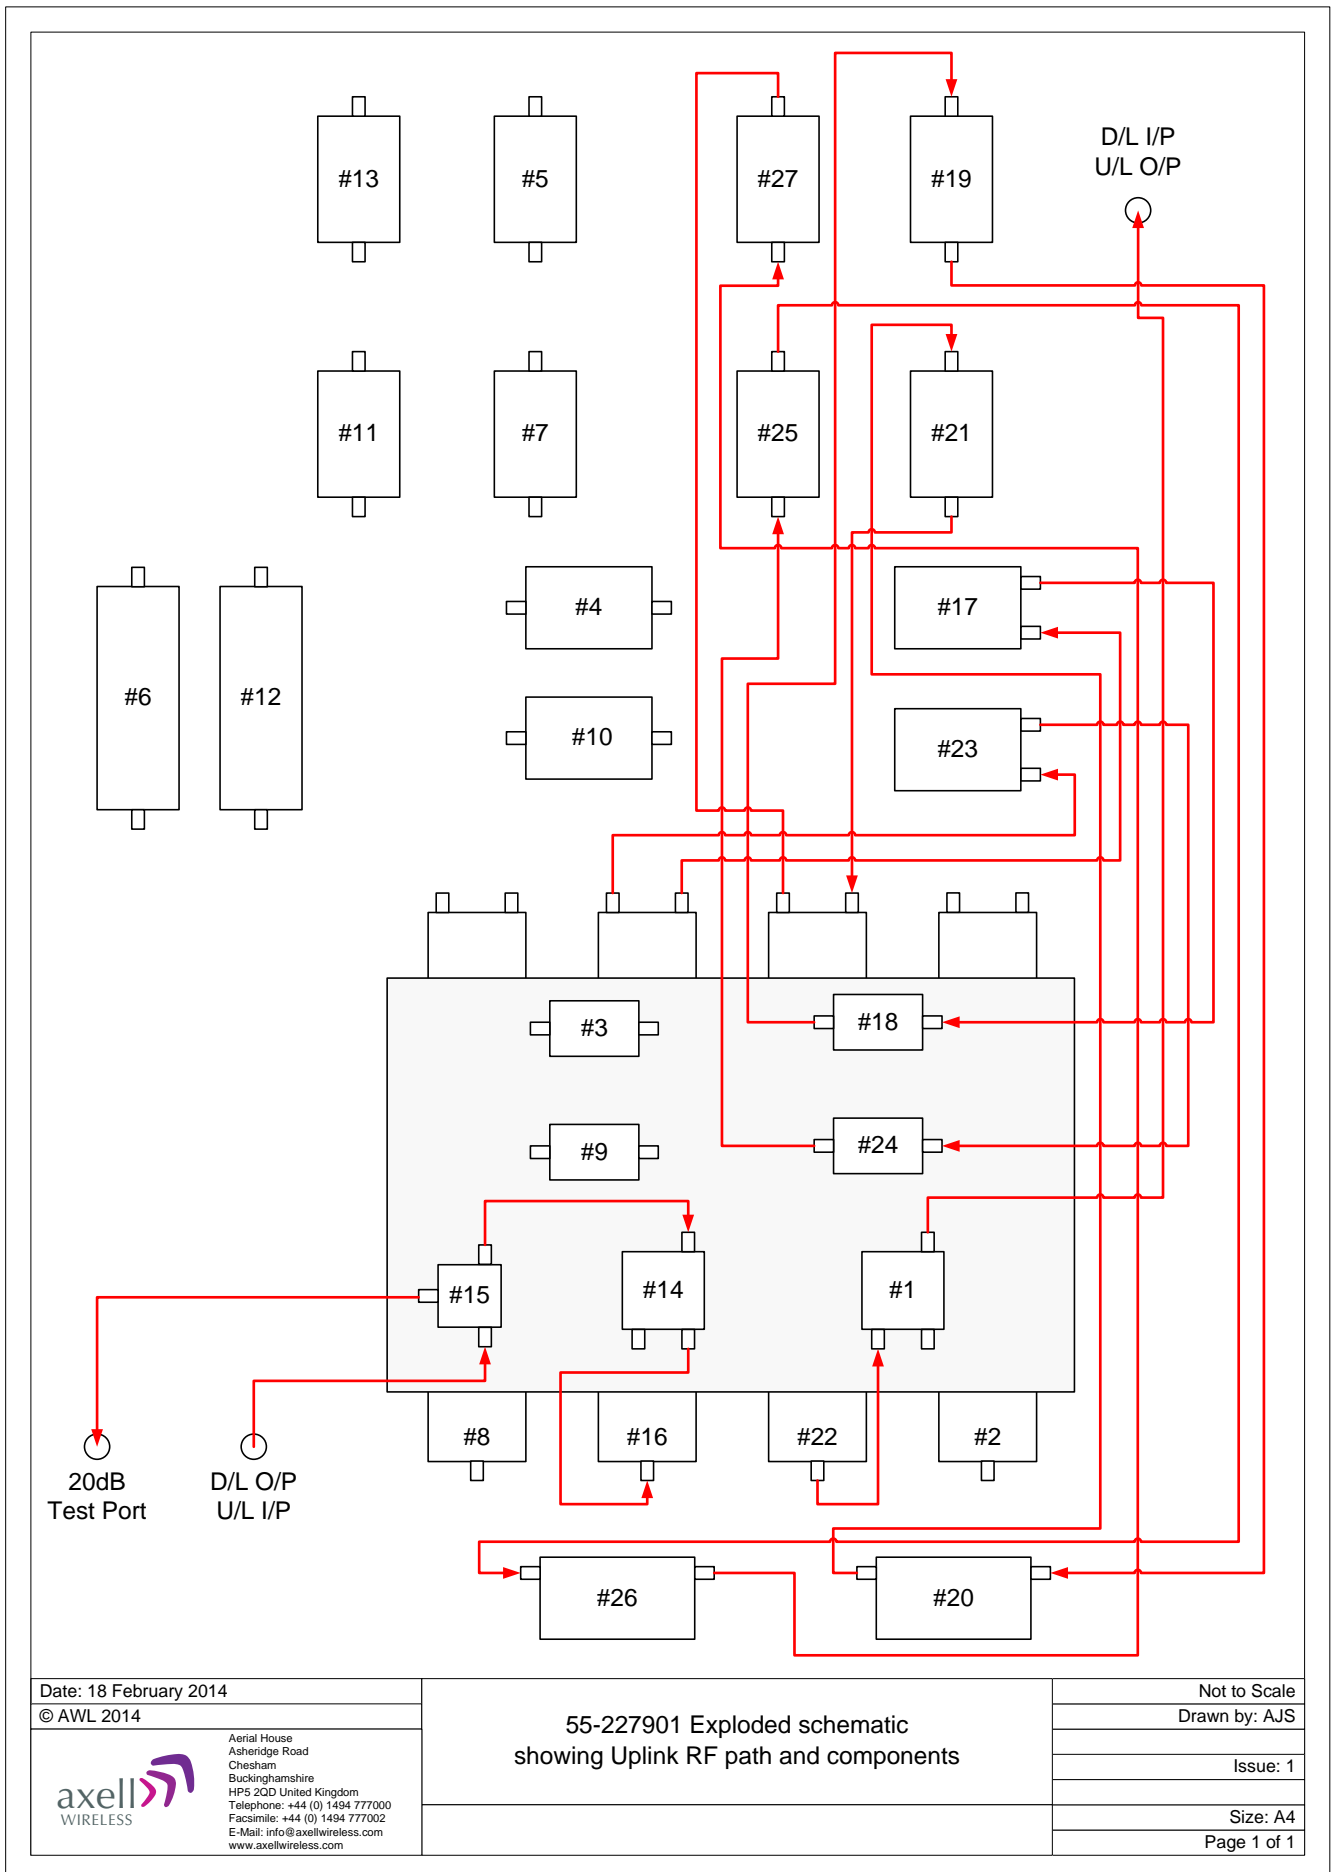 #13
#5
#27
#19
D/L I/P
U/L O/P
#11
#7
#25
#21
#4
#17
#6
#12
#10
#23
#3
#18
#9
#24
#15
#14
#1
#8
#16
#22
#2
20dB
Test Port
D/L O/P
U/L I/P
#26
#20
Date: 18 February 2014
© AWL 2014
axell
WIRELESS
Aerial House
Asheridge Road
Chesham
Buckinghamshire
HP5 2QD United Kingdom
Telephone: +44 (0) 1494 777000
Facsimile: +44 (0) 1494 777002
E-Mail: info@axellwireless.com
www.axellwireless.com
55-227901 Exploded schematic
showing Uplink RF path and components
Not to Scale
Drawn by: AJS
Issue: 1
Size: A4
Page 1 of 1